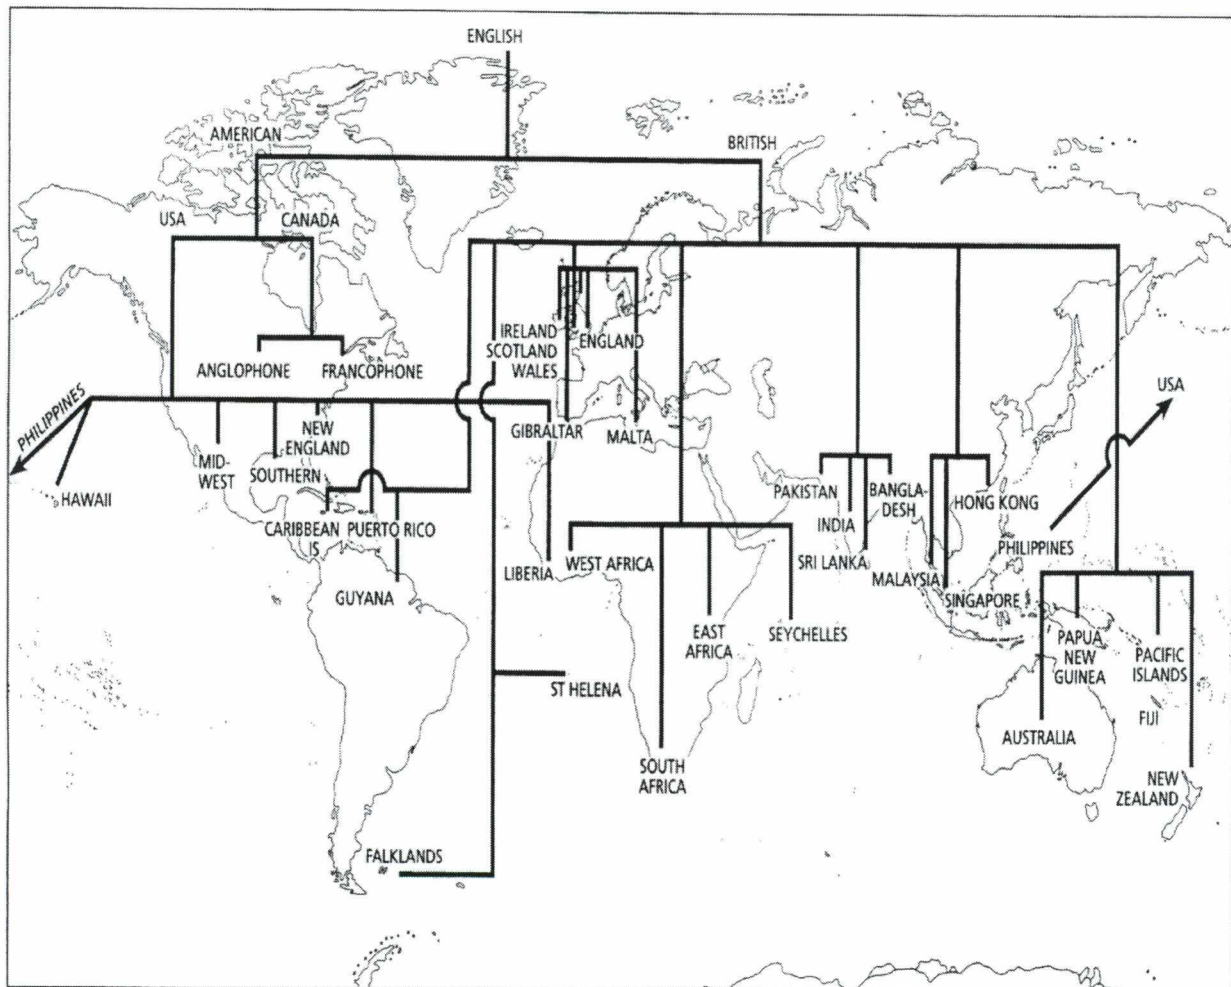 ENGLISH
AMERICAN
BRITISH
USA
CANADA
ANGLOPHONE
FRANCOPHONE
IRELAND
SCOTLAND
WALES
ENGLAND
PHILIPPINES
HAWAII
MID-
WEST
SOUTHERN
NEW
ENGLAND
GIBRALTAR
MALTA
USA
CARIBBEAN
IS
PUERTO RICO
GUYANA
LIBERIA
WEST AFRICA
PAKISTAN
INDIA
SRI LANKA
BANGLA-
DESH
HONG KONG
MALAYSIA
SINGAPORE
PHILIPPINES
EAST
AFRICA
SEYCHELLES
ST HELENA
SOUTH
AFRICA
PAPUA
NEW
GUINEA
PACIFIC
ISLANDS
FIJI
AUSTRALIA
NEW
ZEALAND
FALKLANDS